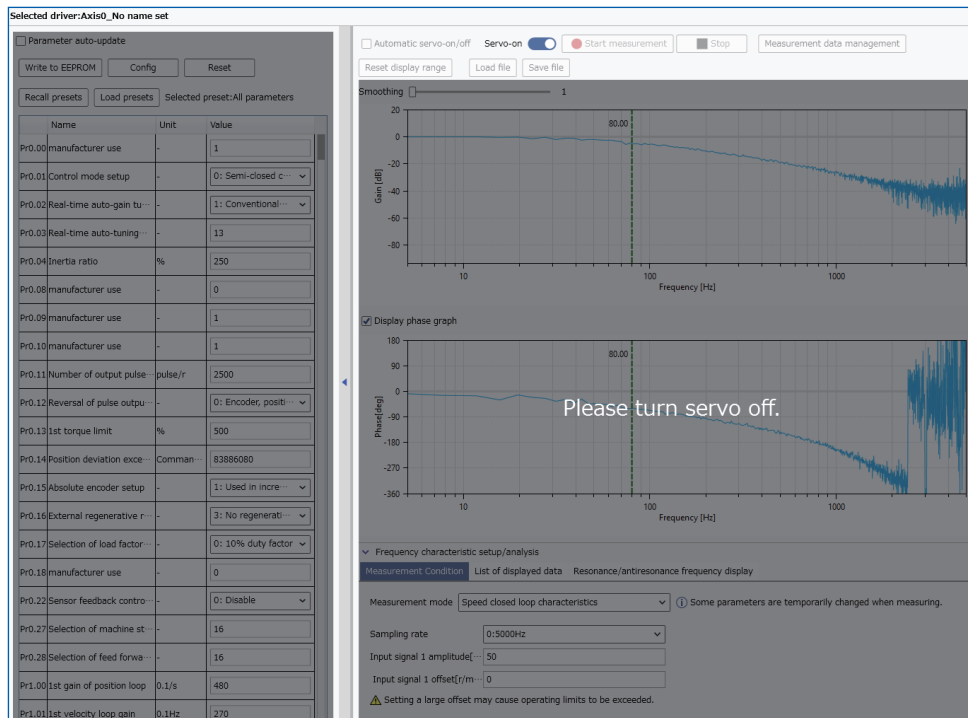 Selected driver:Axis0_No name set
Parameter auto-update
Write to EEPROM Config Reset
Recall presets Load presets Selected preset:All parameters
Name Unit Value
Pr0.00 manufacturer use - 1
Pr0.01 Control mode setup - 0: Semi-closed c···
Pr0.02 Real-time auto-gain tu··· - 1: Conventional···
Pr0.03 Real-time auto-tuning··· - 13
Pr0.04 Inertia ratio % 250
Pr0.08 manufacturer use - 0
Pr0.09 manufacturer use - 1
Pr0.10 manufacturer use - 1
Pr0.11 Number of output pulse··· pulse/r 2500
Pr0.12 Reversal of pulse outpu··· - 0: Encoder, positi···
Pr0.13 1st torque limit % 500
Pr0.14 Position deviation exce··· Comman··· 83886080
Pr0.15 Absolute encoder setup - 1: Used in incre···
Pr0.16 External regenerative r··· - 3: No regenerati···
Pr0.17 Selection of load factor··· - 0: 10% duty factor
Pr0.18 manufacturer use - 0
Pr0.22 Sensor feedback contro··· - 0: Disable
Pr0.27 Selection of machine st··· - 16
Pr0.28 Selection of feed forwa··· - 16
Pr1.00 1st gain of position loop 0.1/s 480
Pr1.01 1st velocity loop gain 0.1Hz 270
Automatic servo-on/off Servo-on Start measurement Stop Measurement data management
Reset display range Load file Save file
Smoothing 1
20
0
-20
-40
-60
-80
Gain [dB]
80.00
10 100 1000
Frequency [Hz]
Display phase graph
180
90
0
-90
-180
-270
-360
Phase[deg]
80.00
Please turn servo off.
10 100 1000
Frequency [Hz]
Frequency characteristic setup/analysis
Measurement Condition List of displayed data Resonance/antiresonance frequency display
Measurement mode Speed closed loop characteristics Some parameters are temporarily changed when measuring.
Sampling rate 0:5000Hz
Input signal 1 amplitude[··· 50
Input signal 1 offset[r/m··· 0
Setting a large offset may cause operating limits to be exceeded.